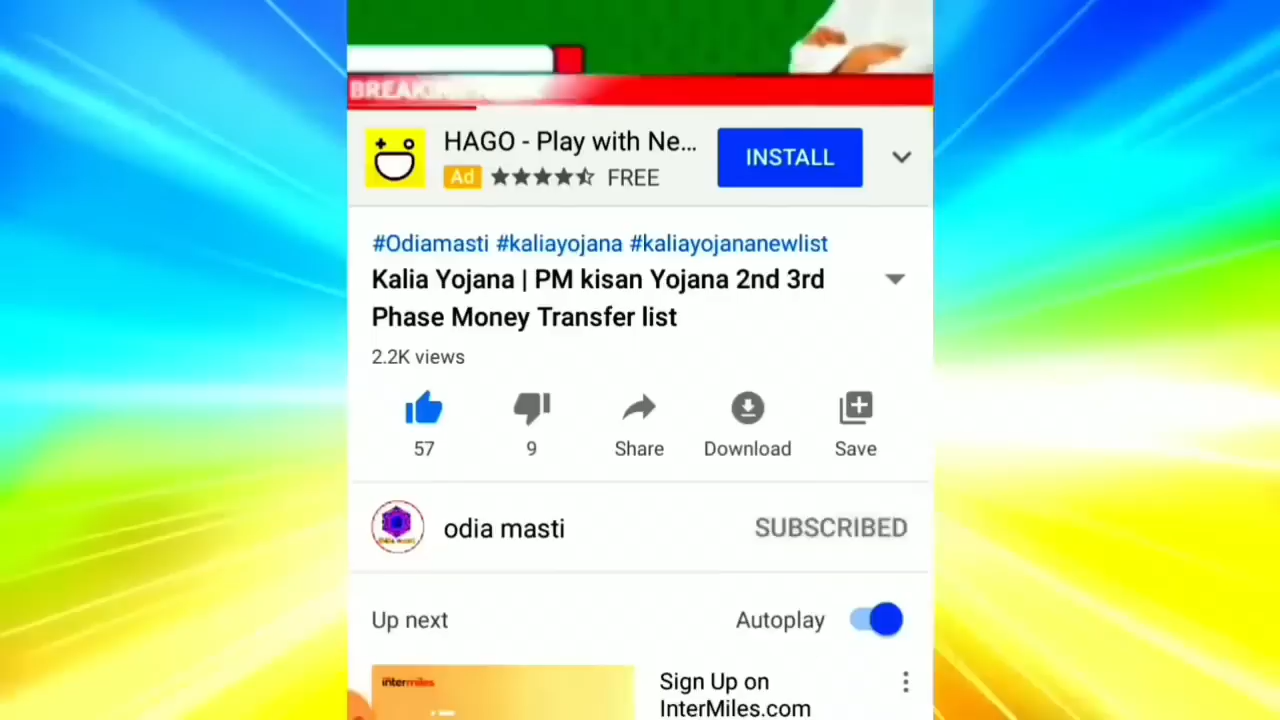 HAGO - Play with Ne...
INSTALL
Ad
FREE
#Odiamasti #kaliayojana #kaliayojananewlist
Kalia Yojana | PM kisan Yojana 2nd 3rd
Phase Money Transfer list
2.2K views
57
9
Share
Download
Save
odia masti
SUBSCRIBED
Up next
Autoplay
intermiles
Sign Up on
InterMiles.com